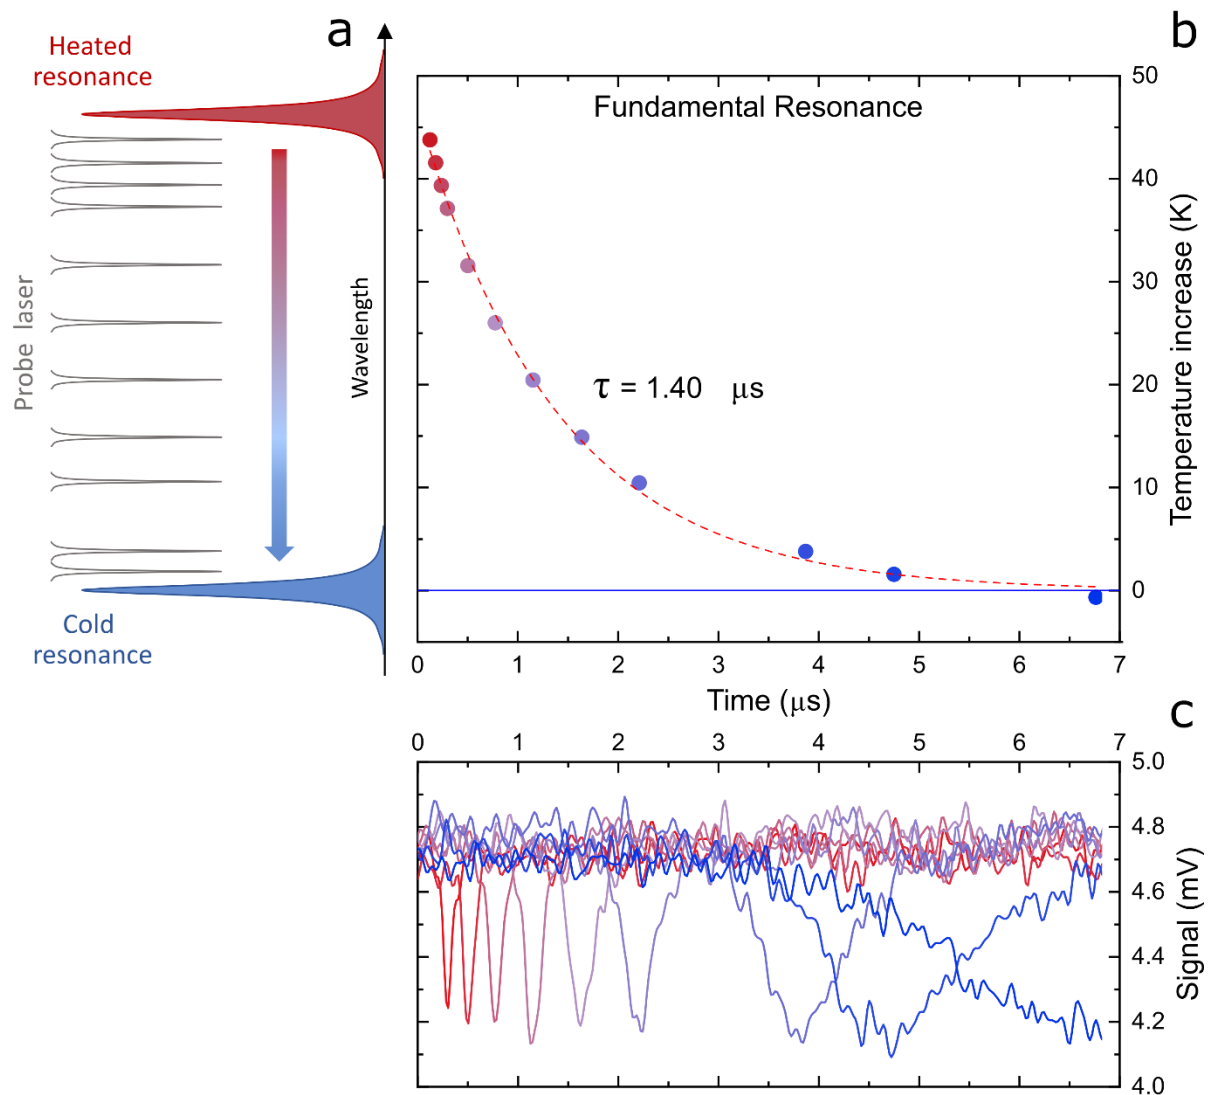 a
Heated
resonance
Probe laser
Wavelength
Cold
resonance
b
Fundamental Resonance
τ = 1.40 μs
50
40
30
20
10
0
Temperature increase (K)
0 1 2 3 4 5 6 7
Time (μs)
c
0 1 2 3 4 5 6 7
5.0
4.8
4.6
4.4
4.2
4.0
Signal (mV)